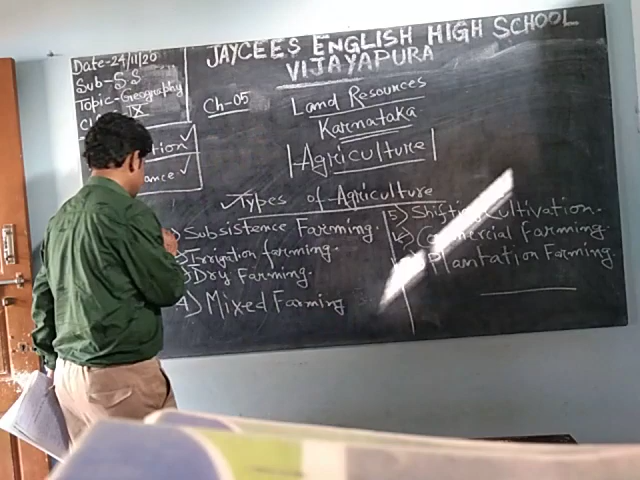 JAYCEES ENGLISH HIGH SCHOOL
VIJAYAPURA
Date-24/11/20
Sub-S.S
Topic-Geography
IX
Ch-05
Land Resources
Karnataka
Agriculture
Types of Agriculture
Subsistence Farming.
Irrigation farming.
Dry Farming.
4) Mixed Farming
5) Shifting Cultivation.
Commercial farming.
Plantation Farming.